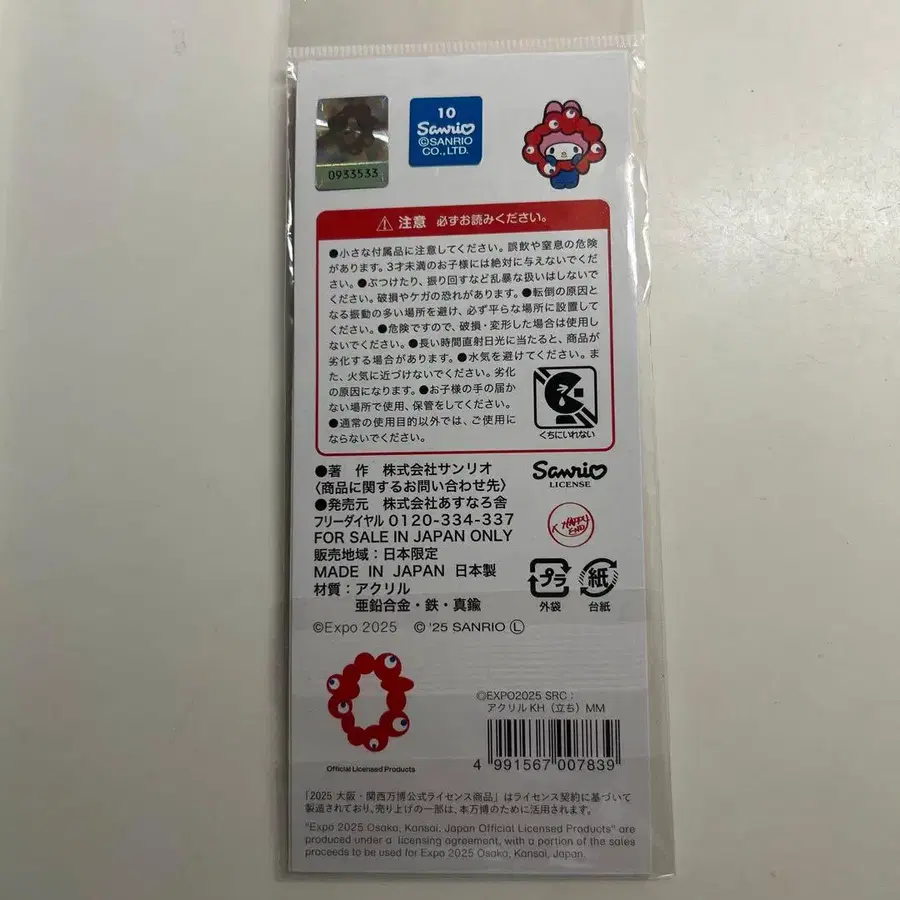 10
Sanrio
©SANRIO
CO., LTD.
0933533
⚠注意 必ずお読みください。
●小さな付属品に注意してください。誤飲や窒息の危険
があります。3才未満のお子様には絶対に与えないでくだ
さい。●ぶつけたり、振り回すなど乱暴な扱いはしないで
ください。破損やケガの恐れがあります。●転倒の原因と
なる振動の多い場所を避け、必ず平らな場所に設置して
ください。●危険ですので、破損・変形した場合は使用し
ないでください。●長い時間直射日光に当たると、商品が
劣化する場合があります。●水気を避けてください。ま
た、火気に近づけないでください。劣化
の原因になります。●お子様の手の届か
ない場所で使用、保管をしてください。
●通常の使用目的以外では、ご使用に
ならないでください。
くちにいれない
●著 作 株式会社サンリオ
〈商品に関するお問い合わせ先〉
●発売元 株式会社あすなろ舎
フリーダイヤル 0120-334-337
FOR SALE IN JAPAN ONLY
販売地域：日本限定
MADE IN JAPAN 日本製
材質：アクリル
亜鉛合金・鉄・真鍮
©Expo 2025 © '25 SANRIO Ⓛ
Sanrio
LICENSE
HAPPY
END
プラ
外袋
紙
台紙
Official Licensed Products
©EXPO2025 SRC：
アクリルKH（立ち）MM
4 991567 007839
「2025 大阪・関西万博公式ライセンス商品」はライセンス契約に基づいて
製造されており、売り上げの一部は、本万博のために活用されます。
"Expo 2025 Osaka, Kansai, Japan Official Licensed Products" are
produced under a licensing agreement, with a portion of the sales
proceeds to be used for Expo 2025 Osaka, Kansai, Japan.